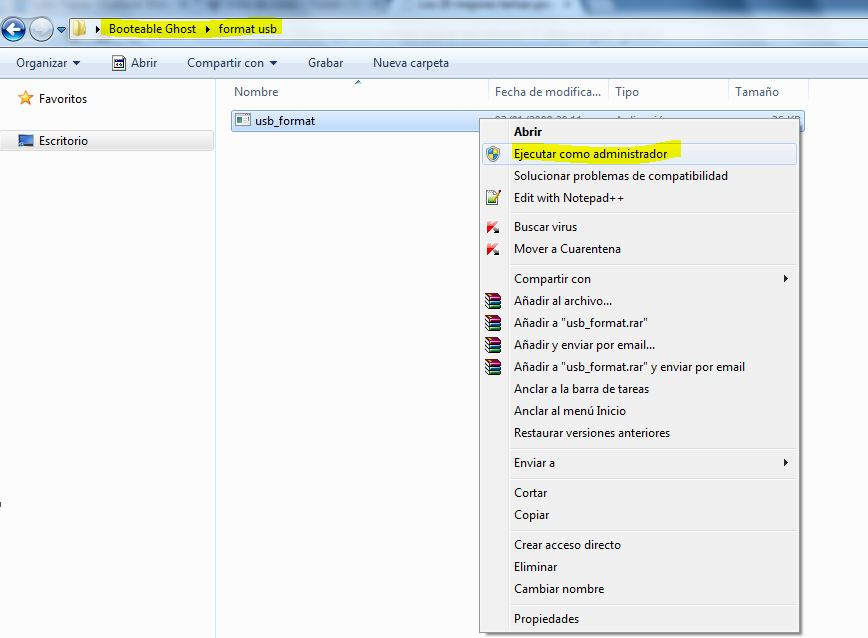 Booteable Ghost
format usb
Organizar
Abrir
Compartir con
Grabar
Nueva carpeta
Favoritos
Escritorio
Nombre
Fecha de modifica...
Tipo
Tamaño
usb_format
Abrir
Ejecutar como administrador
Solucionar problemas de compatibilidad
Edit with Notepad++
Buscar virus
Mover a Cuarentena
Compartir con
Añadir al archivo...
Añadir a "usb_format.rar"
Añadir y enviar por email...
Añadir a "usb_format.rar" y enviar por email
Anclar a la barra de tareas
Anclar al menú Inicio
Restaurar versiones anteriores
Enviar a
Cortar
Copiar
Crear acceso directo
Eliminar
Cambiar nombre
Propiedades